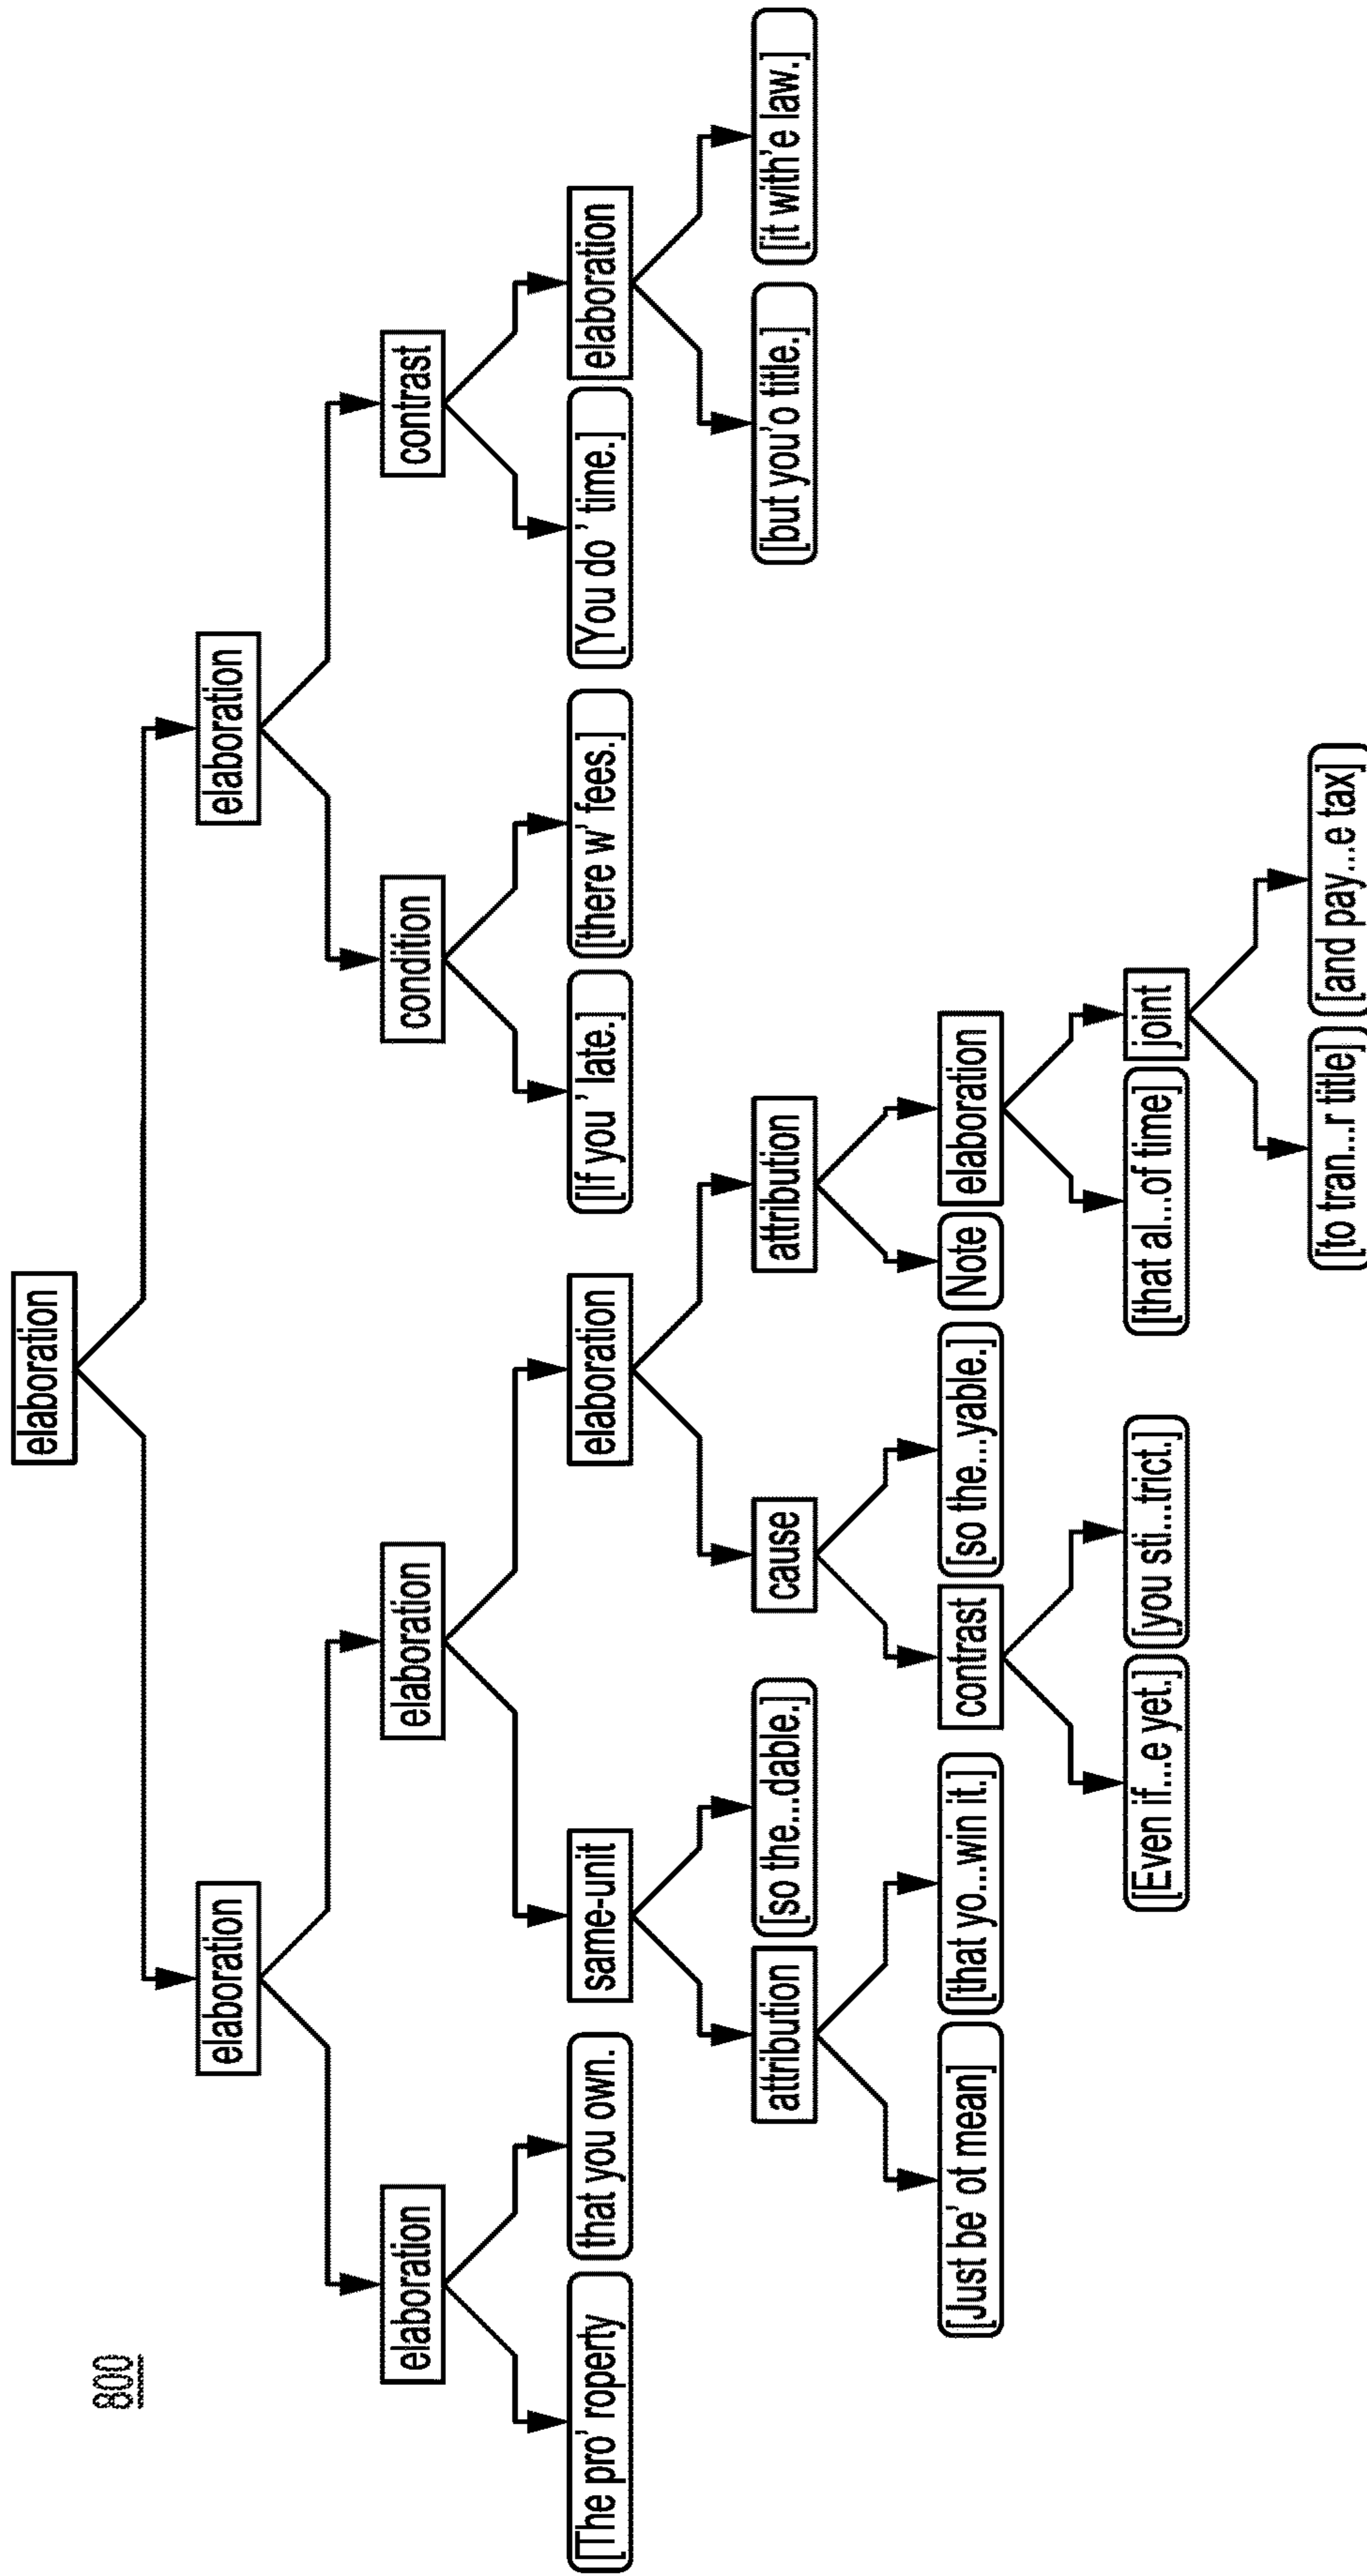 800
elaboration
elaboration
elaboration
elaboration
elaboration
condition
contrast
[The pro' roperty
that you own.
same-unit
elaboration
[If you ' late.]
[there w' fees.]
[You do ' time.]
elaboration
attribution
[so the...dable.]
cause
attribution
[but you'o title.]
[it with'e law.]
[Just be' ot mean]
[that yo...win it.]
contrast
[so the...yable.]
Note
elaboration
[Even if...e yet.]
[you sti...trict.]
[that al...of time]
joint
[to tran...r title]
[and pay...e tax]